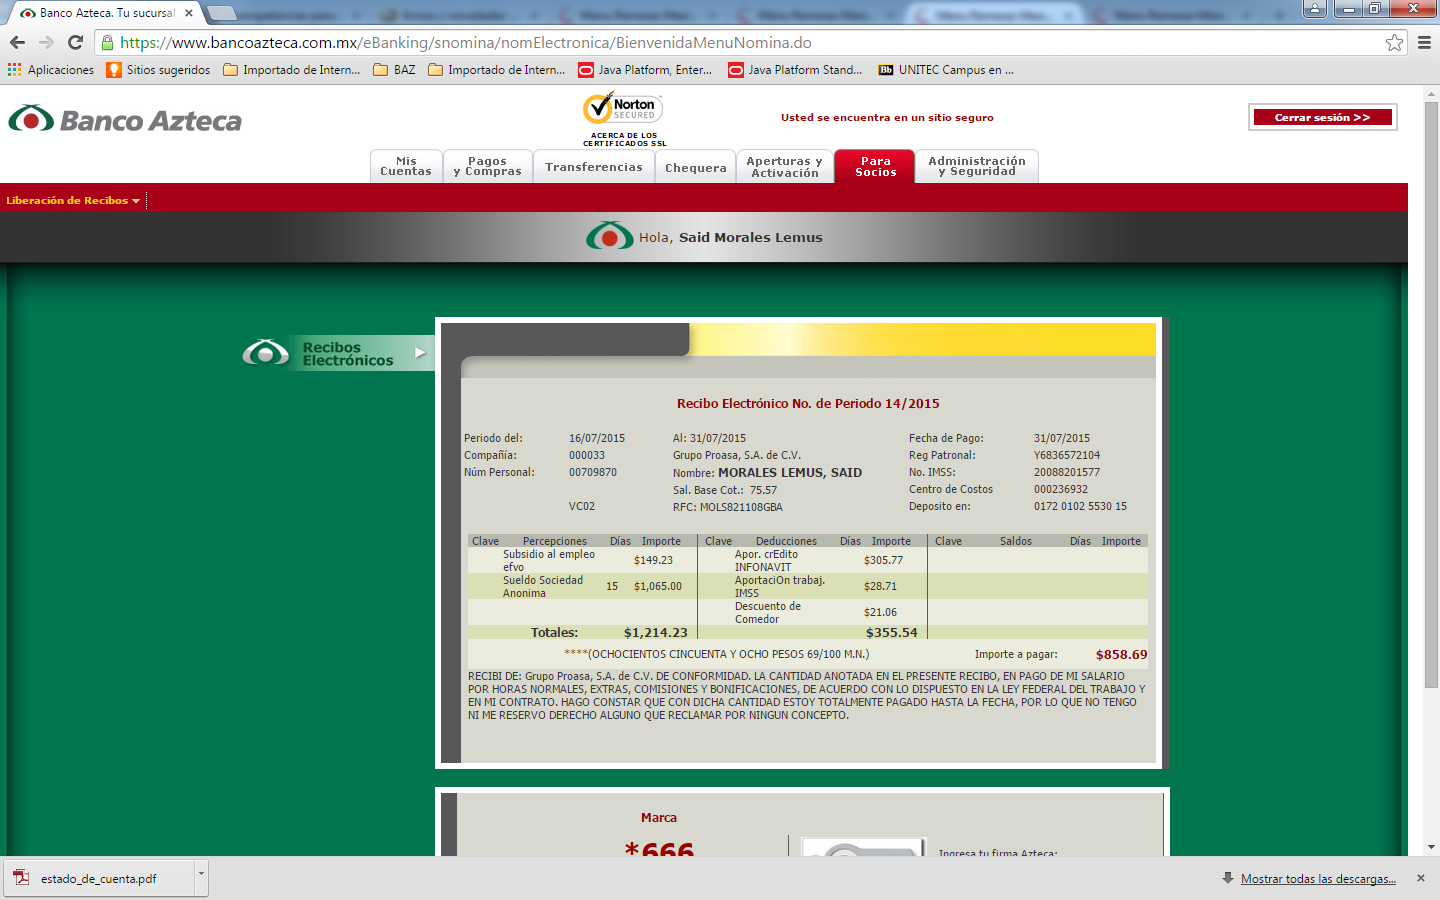 Banco Azteca. Tu sucursal
https://www.bancoazteca.com.mx/eBanking/snomina/nomElectronica/BienvenidaMenuNomina.do
Aplicaciones Sitios sugeridos Importado de Intern... BAZ Importado de Intern... Java Platform, Enter... Java Platform Stand... Bb UNITEC Campus en ...
Banco Azteca
Norton
SECURED
ACERCA DE LOS
CERTIFICADOS SSL
Usted se encuentra en un sitio seguro
Cerrar sesión >>
Mis
Cuentas
Pagos
y Compras
Transferencias
Chequera
Aperturas y
Activación
Para
Socios
Administración
y Seguridad
Liberación de Recibos
Hola, Said Morales Lemus
Recibos
Electrónicos
Recibo Electrónico No. de Periodo 14/2015
Periodo del: 16/07/2015 Al: 31/07/2015 Fecha de Pago: 31/07/2015
Compañía: 000033 Grupo Proasa, S.A. de C.V. Reg Patronal: Y6836572104
Núm Personal: 00709870 Nombre: MORALES LEMUS, SAID No. IMSS: 20088201577
Sal. Base Cot.: 75.57 Centro de Costos 000236932
VC02 RFC: MOLS821108GBA Deposito en: 0172 0102 5530 15
Clave Percepciones Días Importe Clave Deducciones Días Importe Clave Saldos Días Importe
Subsidio al empleo
efvo
$149.23
Apor. crEdito
INFONAVIT
$305.77
Sueldo Sociedad
Anonima
15 $1,065.00
AportaciOn trabaj.
IMSS
$28.71
Descuento de
Comedor
$21.06
Totales: $1,214.23 $355.54
****(OCHOCIENTOS CINCUENTA Y OCHO PESOS 69/100 M.N.) Importe a pagar: $858.69
RECIBI DE: Grupo Proasa, S.A. de C.V. DE CONFORMIDAD. LA CANTIDAD ANOTADA EN EL PRESENTE RECIBO, EN PAGO DE MI SALARIO
POR HORAS NORMALES, EXTRAS, COMISIONES Y BONIFICACIONES, DE ACUERDO CON LO DISPUESTO EN LA LEY FEDERAL DEL TRABAJO Y
EN MI CONTRATO. HAGO CONSTAR QUE CON DICHA CANTIDAD ESTOY TOTALMENTE PAGADO HASTA LA FECHA, POR LO QUE NO TENGO
NI ME RESERVO DERECHO ALGUNO QUE RECLAMAR POR NINGUN CONCEPTO.
Marca
*666
Ingresa tu firma Azteca:
estado_de_cuenta.pdf
Mostrar todas las descargas...